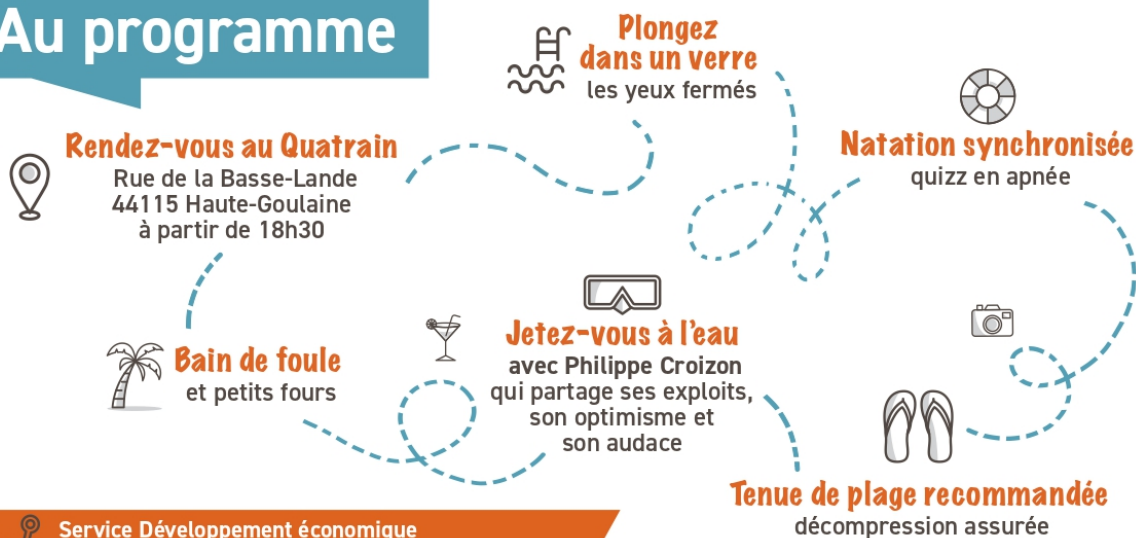 Au programme
Rendez-vous au Quatrain
Rue de la Basse-Lande
44115 Haute-Goulaine
à partir de 18h30
Plongez
dans un verre
les yeux fermés
Natation synchronisée
quizz en apnée
Tenue de plage recommandée
décompression assurée
Jetez-vous à l'eau
avec Philippe Croizon
qui partage ses exploits,
son optimisme et
son audace
Bain de foule
et petits fours
Service Développement économique